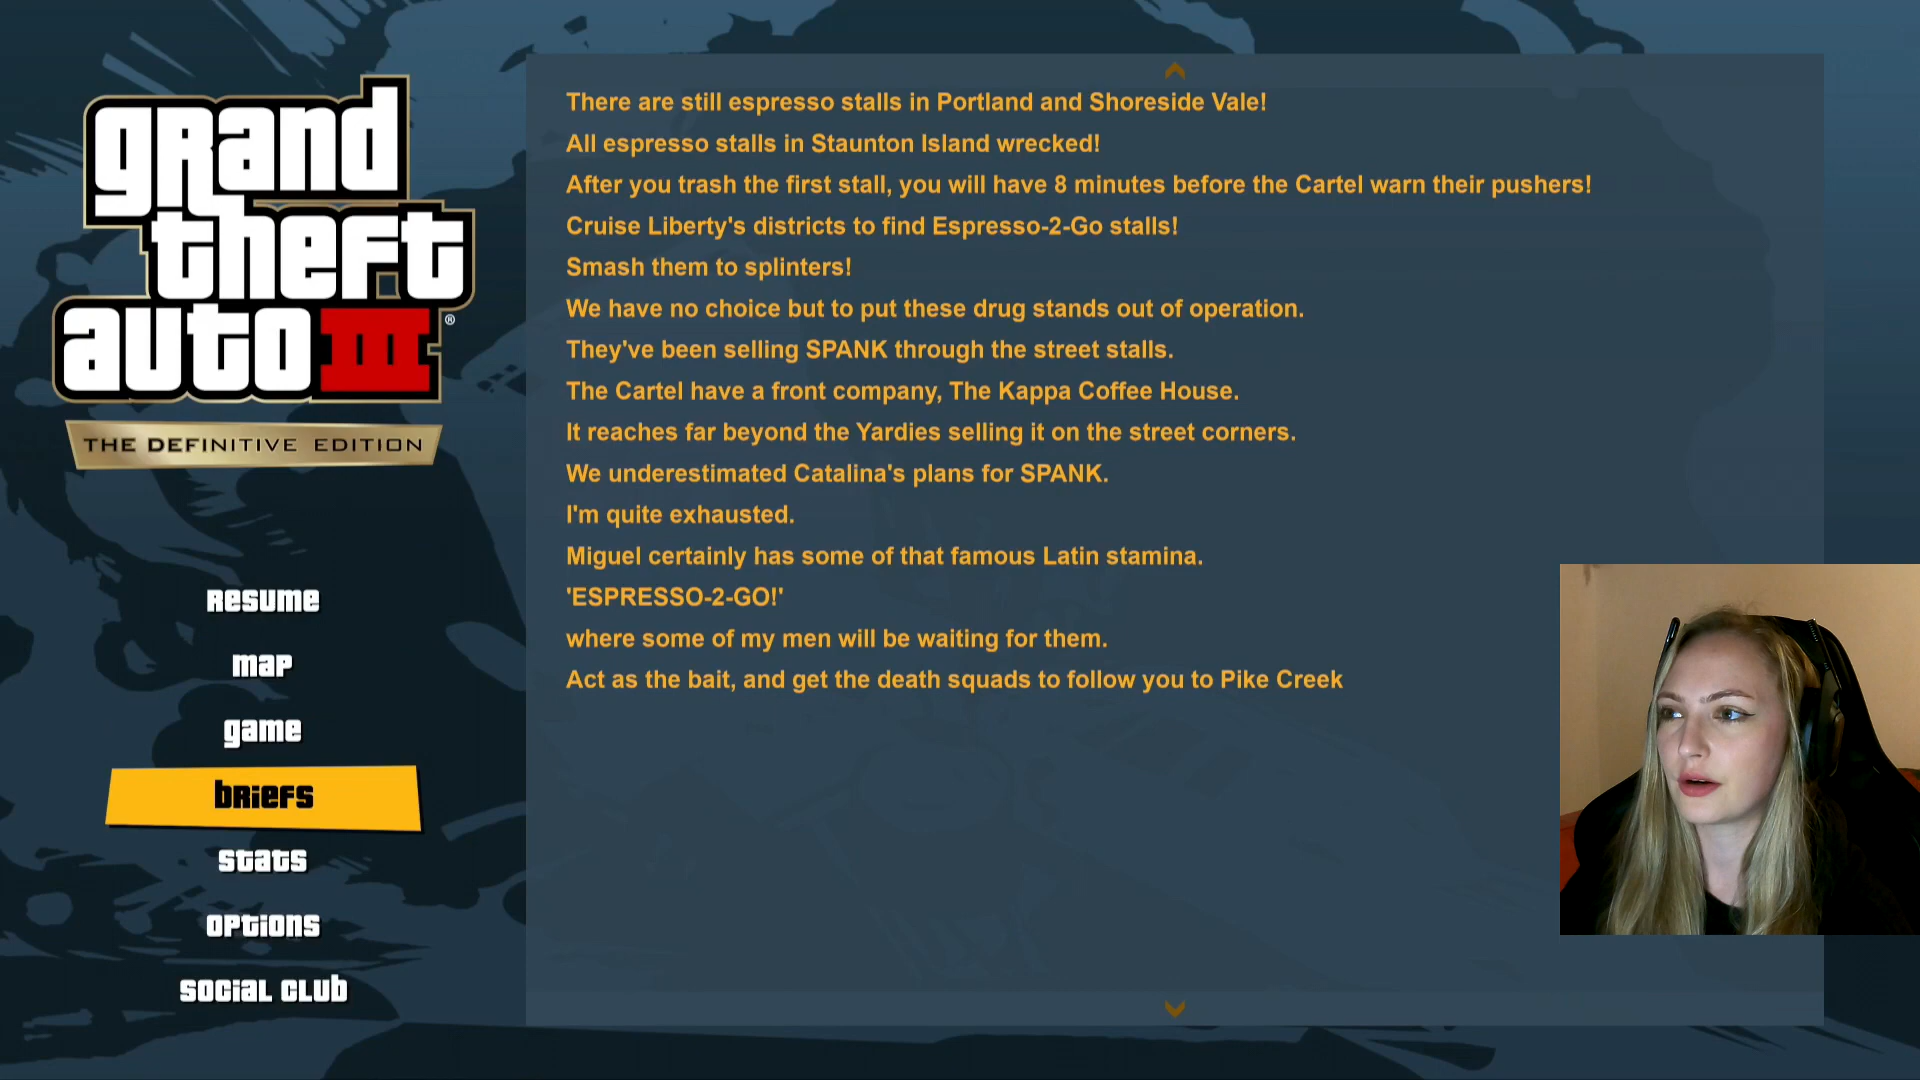 grand
theft
auto III®
THE DEFINITIVE EDITION
There are still espresso stalls in Portland and Shoreside Vale!
All espresso stalls in Staunton Island wrecked!
After you trash the first stall, you will have 8 minutes before the Cartel warn their pushers!
Cruise Liberty's districts to find Espresso-2-Go stalls!
Smash them to splinters!
We have no choice but to put these drug stands out of operation.
They've been selling SPANK through the street stalls.
The Cartel have a front company, The Kappa Coffee House.
It reaches far beyond the Yardies selling it on the street corners.
We underestimated Catalina's plans for SPANK.
I'm quite exhausted.
Miguel certainly has some of that famous Latin stamina.
'ESPRESSO-2-GO!'
where some of my men will be waiting for them.
Act as the bait, and get the death squads to follow you to Pike Creek
resume
map
game
briefs
stats
options
social club